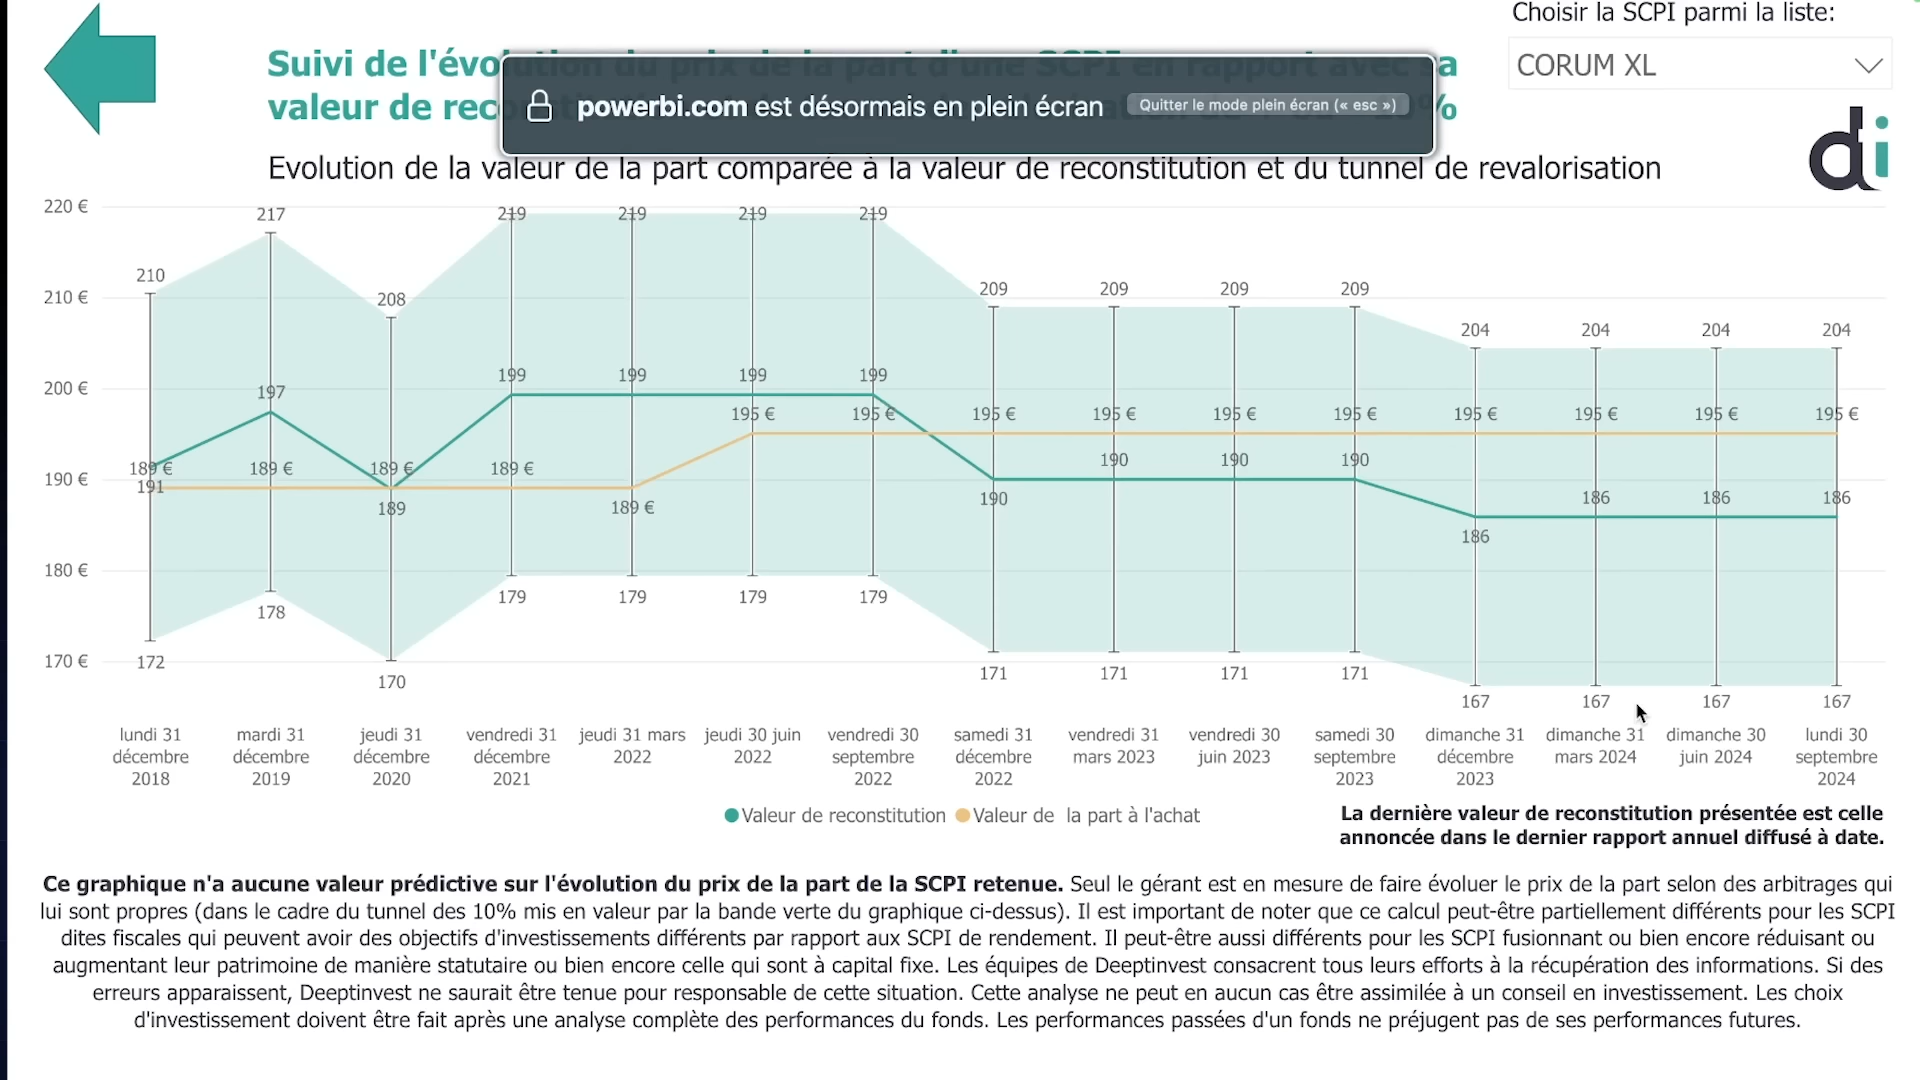 Choisir la SCPI parmi la liste:
CORUM XL
Suivi de l'évolution du prix de la part d'une SCPI en rapport avec sa
valeur de rec %
powerbi.com est désormais en plein écran
Quitter le mode plein écran (« esc »)
di
Evolution de la valeur de la part comparée à la valeur de reconstitution et du tunnel de revalorisation
220 €
210 €
200 €
190 €
180 €
170 €
210 217 208 219 219 219 219 209 209 209 209 204 204 204 204
197 199 199 199 199
195 € 195 € 195 € 195 € 195 € 195 € 195 € 195 € 195 € 195 €
189 € 189 € 189 € 189 € 190 190 190
191 189 189 € 190 186 186 186 186
172 178 170 179 179 179 179 171 171 171 171 167 167 167 167
lundi 31 décembre 2018
mardi 31 décembre 2019
jeudi 31 décembre 2020
vendredi 31 décembre 2021
jeudi 31 mars 2022
jeudi 30 juin 2022
vendredi 30 septembre 2022
samedi 31 décembre 2022
vendredi 31 mars 2023
vendredi 30 juin 2023
samedi 30 septembre 2023
dimanche 31 décembre 2023
dimanche 31 mars 2024
dimanche 30 juin 2024
lundi 30 septembre 2024
Valeur de reconstitution Valeur de la part à l'achat
La dernière valeur de reconstitution présentée est celle
annoncée dans le dernier rapport annuel diffusé à date.
Ce graphique n'a aucune valeur prédictive sur l'évolution du prix de la part de la SCPI retenue. Seul le gérant est en mesure de faire évoluer le prix de la part selon des arbitrages qui
lui sont propres (dans le cadre du tunnel des 10% mis en valeur par la bande verte du graphique ci-dessus). Il est important de noter que ce calcul peut-être partiellement différents pour les SCPI
dites fiscales qui peuvent avoir des objectifs d'investissements différents par rapport aux SCPI de rendement. Il peut-être aussi différents pour les SCPI fusionnant ou bien encore réduisant ou
augmentant leur patrimoine de manière statutaire ou bien encore celle qui sont à capital fixe. Les équipes de Deeptinvest consacrent tous leurs efforts à la récupération des informations. Si des
erreurs apparaissent, Deeptinvest ne saurait être tenue pour responsable de cette situation. Cette analyse ne peut en aucun cas être assimilée à un conseil en investissement. Les choix
d'investissement doivent être fait après une analyse complète des performances du fonds. Les performances passées d'un fonds ne préjugent pas de ses performances futures.